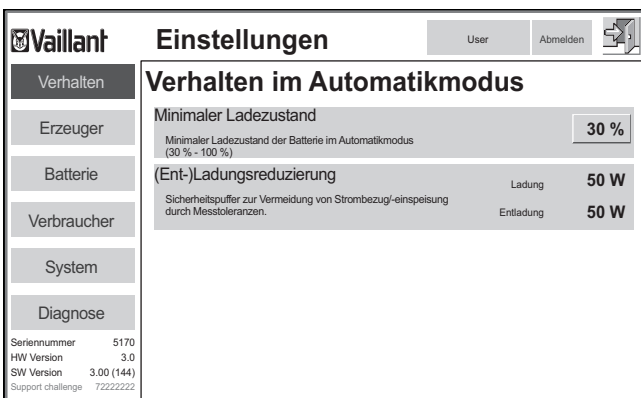 Vaillant
Einstellungen
User
Abmelden
Verhalten
Erzeuger
Batterie
Verbraucher
System
Diagnose
Seriennummer 5170
HW Version 3.0
SW Version 3.00 (144)
Support challenge 72222222
Verhalten im Automatikmodus
Minimaler Ladezustand
Minimaler Ladezustand der Batterie im Automatikmodus
(30 % - 100 %)
30 %
(Ent-)Ladungsreduzierung
Sicherheitspuffer zur Vermeidung von Strombezug/-einspeisung
durch Messtoleranzen.
Ladung 50 W
Entladung 50 W